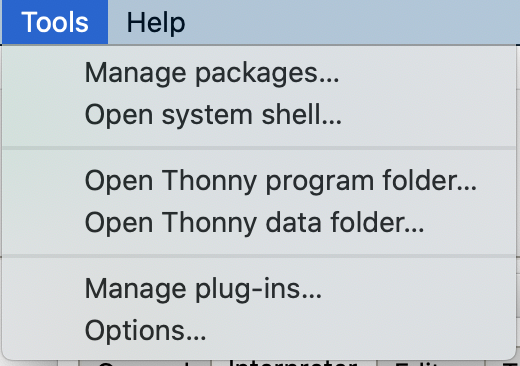 Tools Help
Manage packages...
Open system shell...
Open Thonny program folder...
Open Thonny data folder...
Manage plug-ins...
Options...
Interpreter